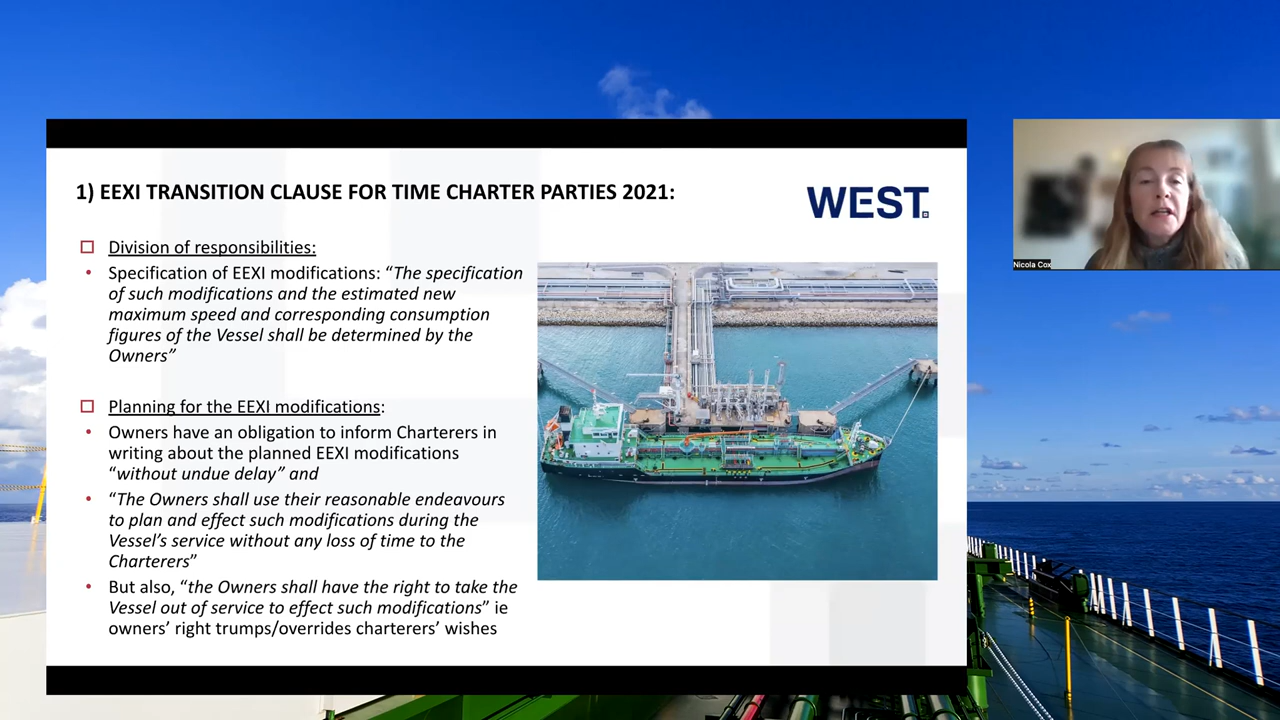 1) EEXI TRANSITION CLAUSE FOR TIME CHARTER PARTIES 2021:
WEST.
Division of responsibilities:
• Specification of EEXI modifications: “The specification
of such modifications and the estimated new
maximum speed and corresponding consumption
figures of the Vessel shall be determined by the
Owners”
Planning for the EEXI modifications:
• Owners have an obligation to inform Charterers in
writing about the planned EEXI modifications
“without undue delay” and
• “The Owners shall use their reasonable endeavours
to plan and effect such modifications during the
Vessel’s service without any loss of time to the
Charterers”
• But also, “the Owners shall have the right to take the
Vessel out of service to effect such modifications” ie
owners’ right trumps/overrides charterers’ wishes
Nicola Cox